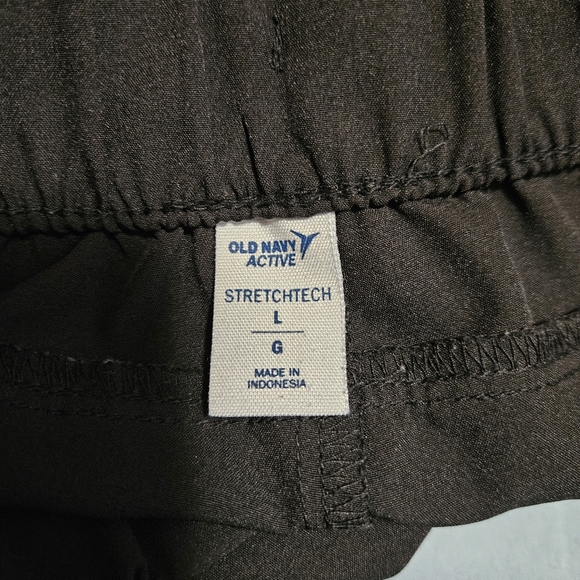 OLD NAVY
ACTIVE
STRETCHTECH
L
G
MADE IN
INDONESIA